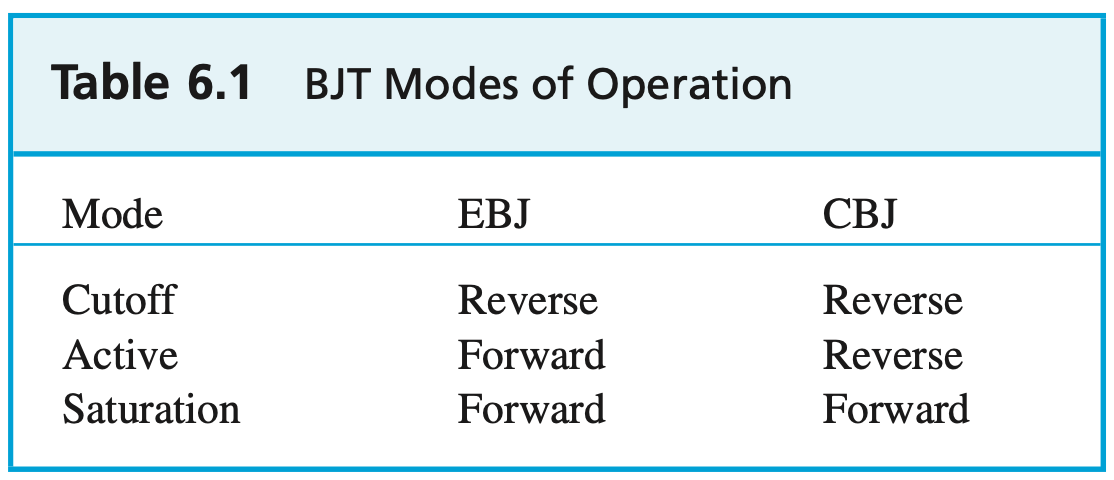 Table 6.1 BJT Modes of Operation
Mode EBJ CBJ
Cutoff Reverse Reverse
Active Forward Reverse
Saturation Forward Forward